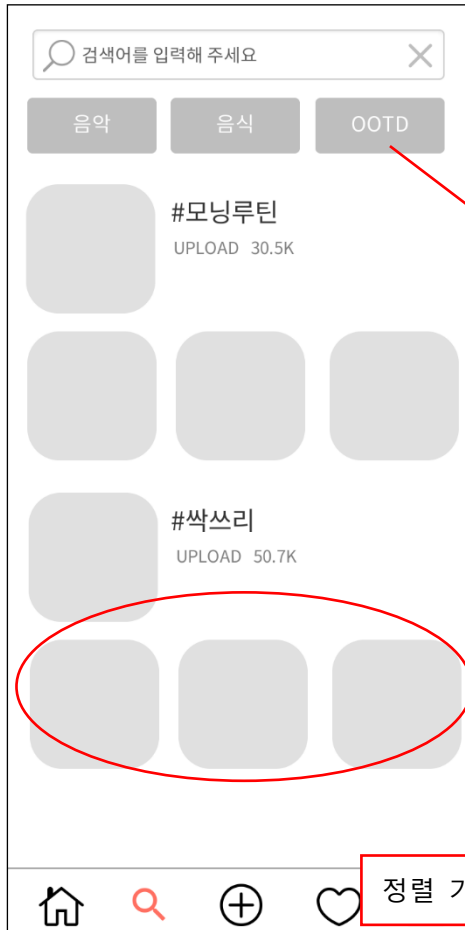 검색어를 입력해 주세요
음악 음식 OOTD
#모닝루틴
UPLOAD 30.5K
#싹쓰리
UPLOAD 50.7K
정렬